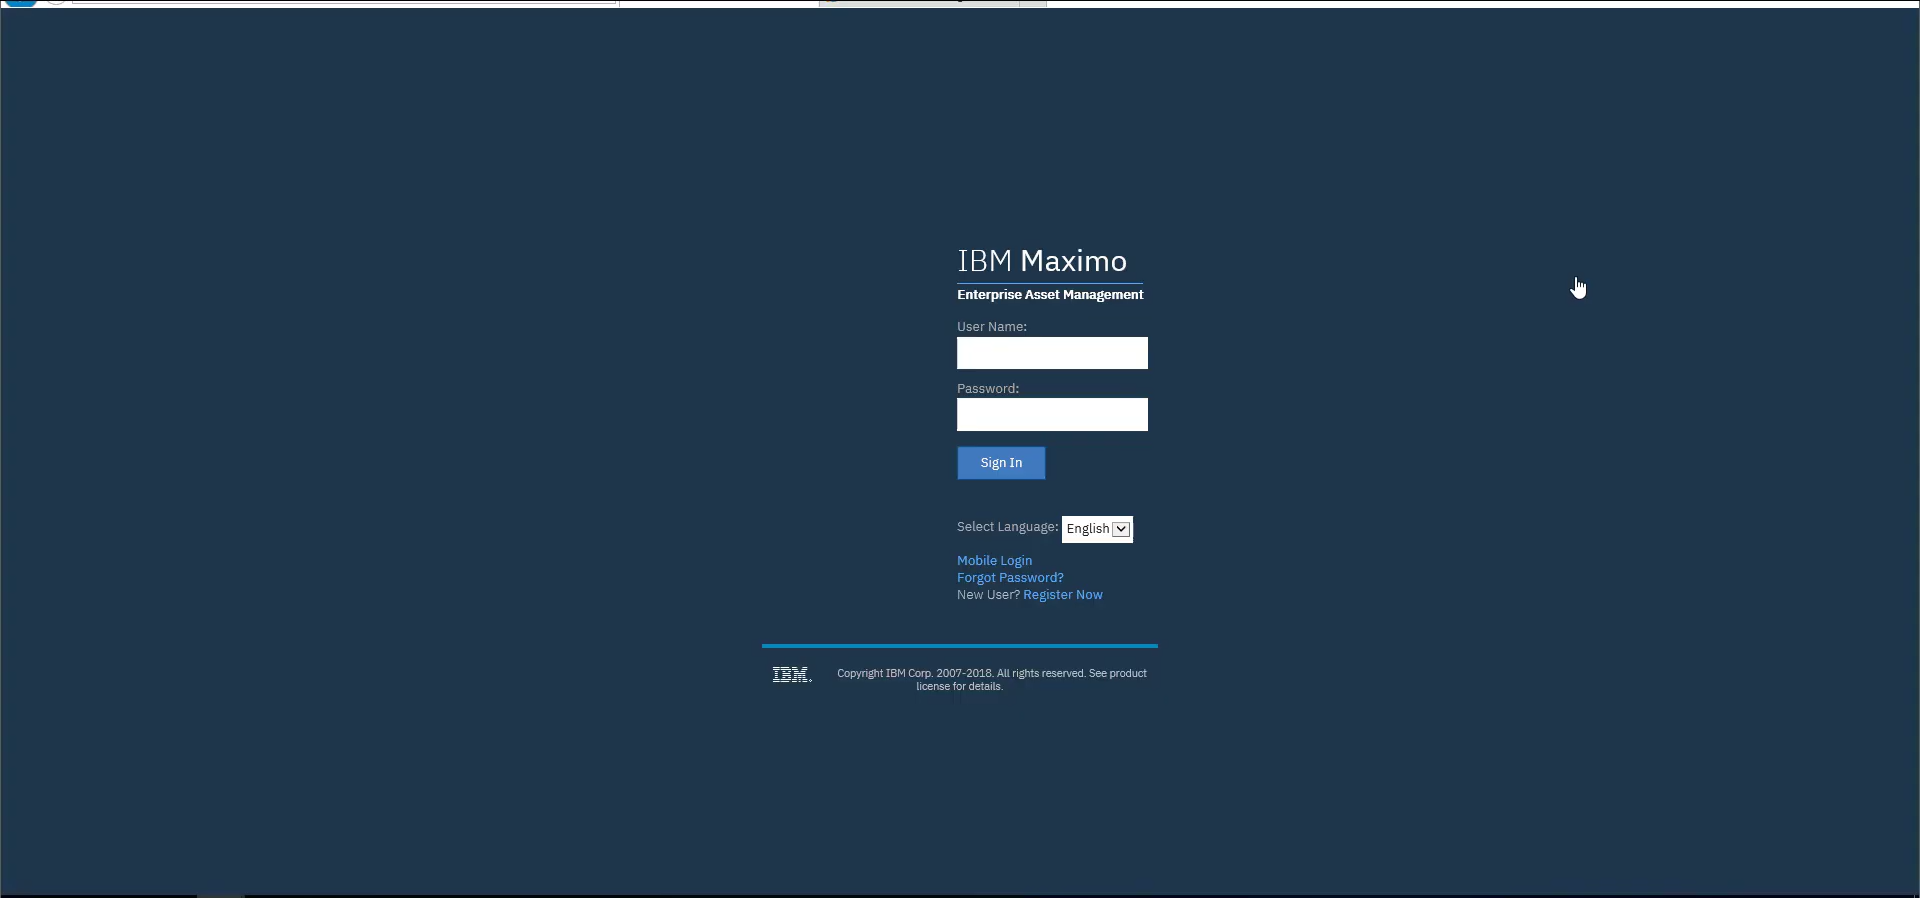 IBM Maximo
Enterprise Asset Management
User Name:
Password:
Sign In
Select Language: English
Mobile Login
Forgot Password?
New User? Register Now
IBM. Copyright IBM Corp. 2007-2018. All rights reserved. See product
license for details.